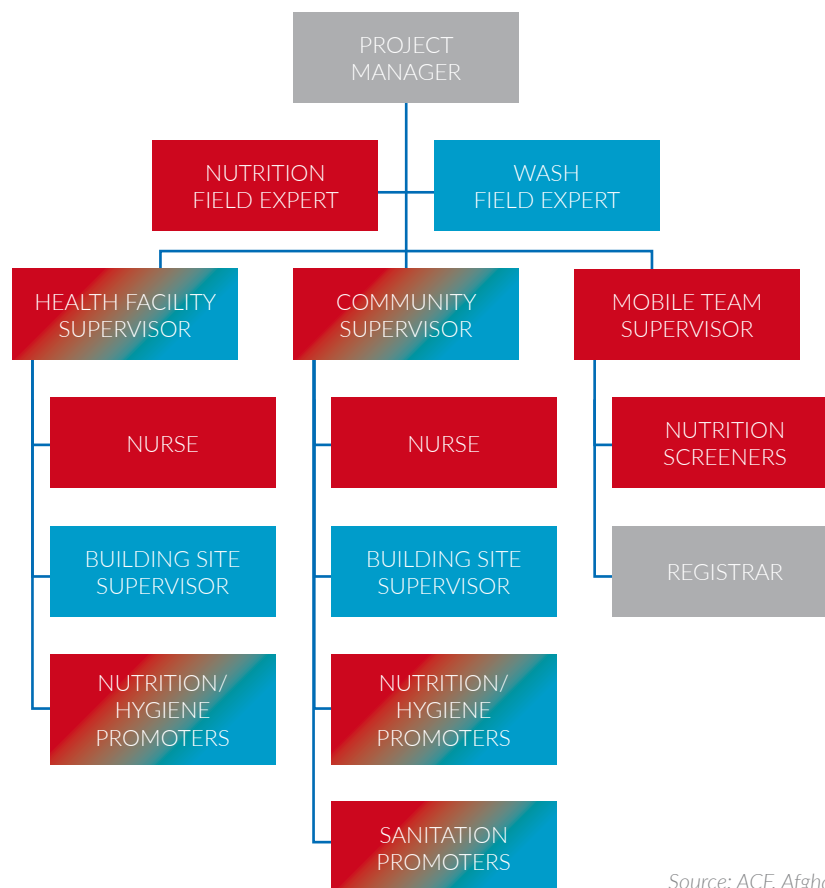 PROJECT
MANAGER
NUTRITION
FIELD EXPERT
WASH
FIELD EXPERT
HEALTH FACILITY
SUPERVISOR
COMMUNITY
SUPERVISOR
MOBILE TEAM
SUPERVISOR
NURSE
NURSE
NUTRITION
SCREENERS
BUILDING SITE
SUPERVISOR
BUILDING SITE
SUPERVISOR
REGISTRAR
NUTRITION/
HYGIENE
PROMOTERS
NUTRITION/
HYGIENE
PROMOTERS
SANITATION
PROMOTERS
Source: ACF,